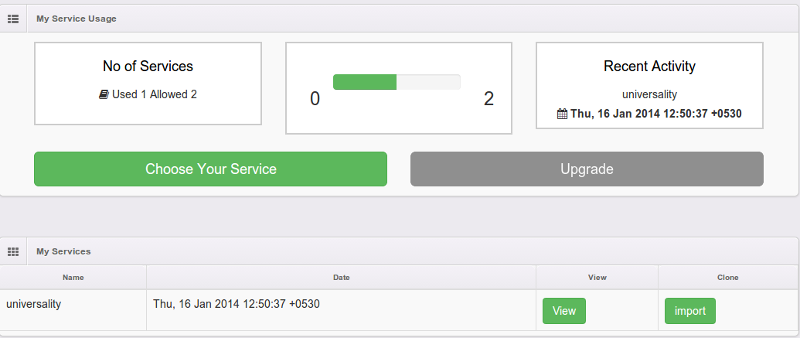 My Service Usage
No of Services
Used 1 Allowed 2
0
2
Recent Activity
universality
Thu, 16 Jan 2014 12:50:37 +0530
Choose Your Service
Upgrade
My Services
Name Date View Clone
universality Thu, 16 Jan 2014 12:50:37 +0530 View import